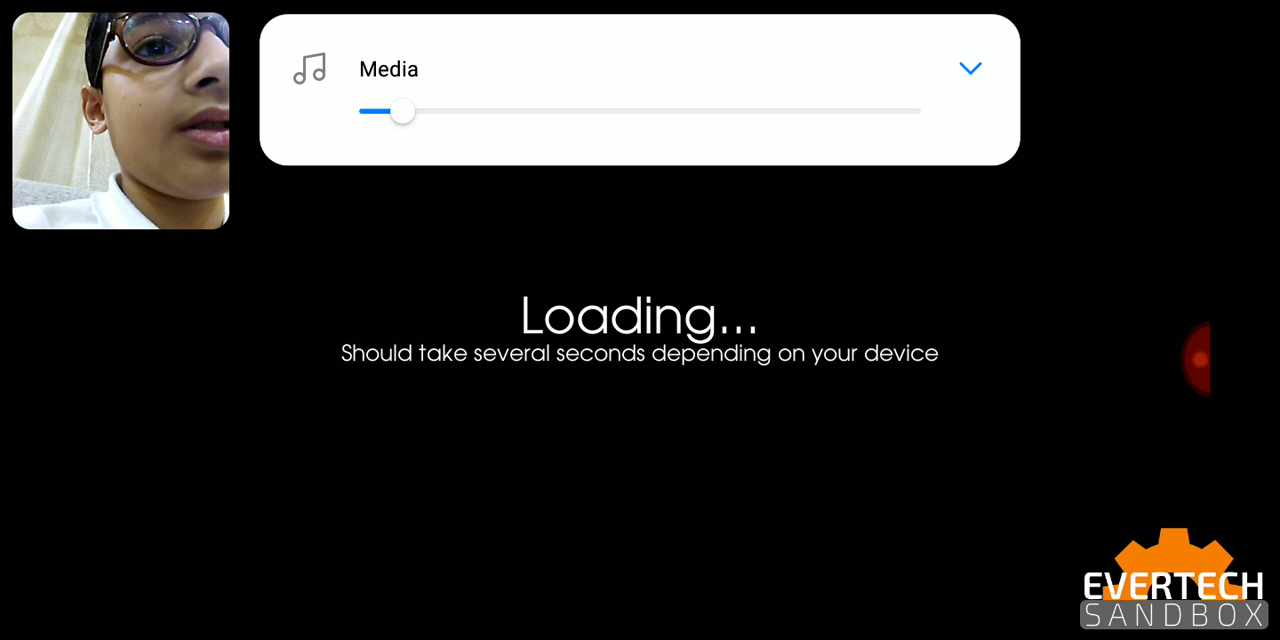 Media
Loading...
Should take several seconds depending on your device
EVERTECH
SANDBOX